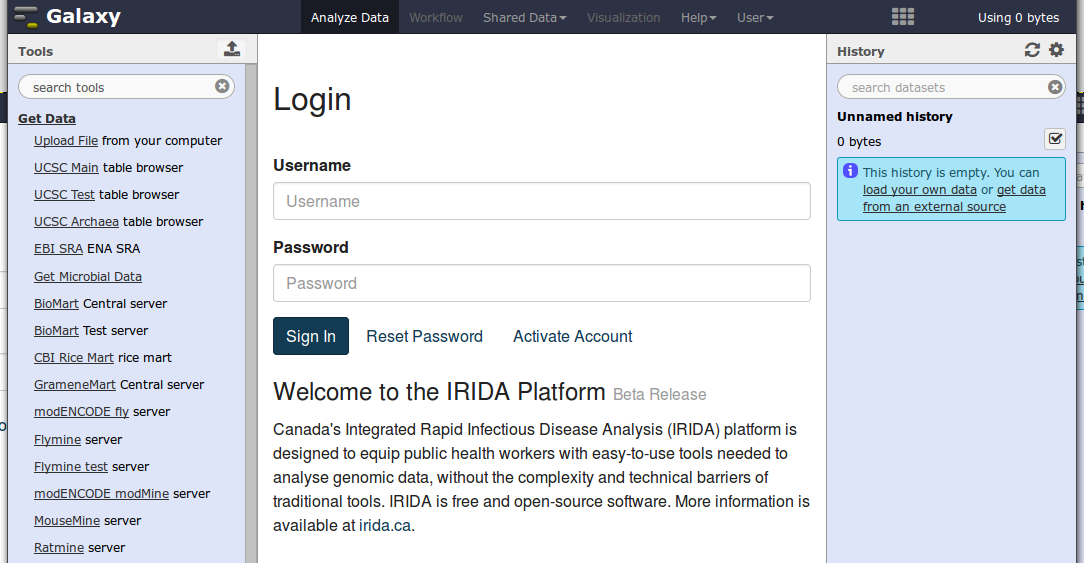 Galaxy
Analyze Data Workflow Shared Data Visualization Help User Using 0 bytes
Tools
search tools
Get Data
Upload File from your computer
UCSC Main table browser
UCSC Test table browser
UCSC Archaea table browser
EBI SRA ENA SRA
Get Microbial Data
BioMart Central server
BioMart Test server
CBI Rice Mart rice mart
GrameneMart Central server
modENCODE fly server
Flymine server
Flymine test server
modENCODE modMine server
MouseMine server
Ratmine server
Login
Username
Username
Password
Password
Sign In Reset Password Activate Account
Welcome to the IRIDA Platform Beta Release
Canada's Integrated Rapid Infectious Disease Analysis (IRIDA) platform is
designed to equip public health workers with easy-to-use tools needed to
analyse genomic data, without the complexity and technical barriers of
traditional tools. IRIDA is free and open-source software. More information is
available at irida.ca.
History
search datasets
Unnamed history
0 bytes
This history is empty. You can
load your own data or get data
from an external source